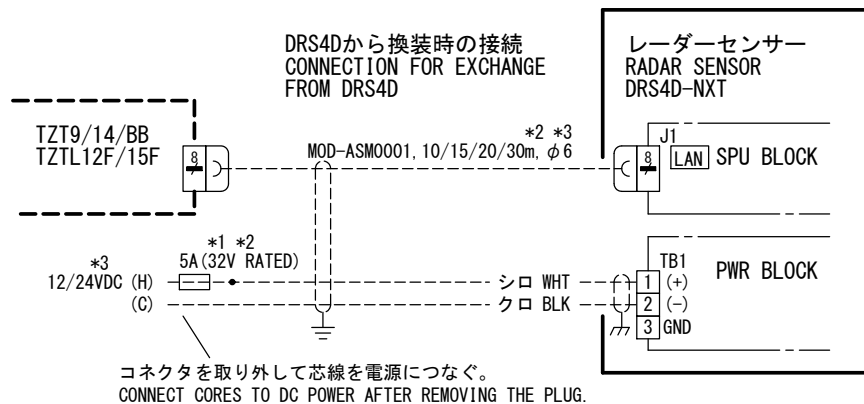 DRS4Dから換装時の接続
CONNECTION FOR EXCHANGE
FROM DRS4D
レーダーセンサー
RADAR SENSOR
DRS4D-NXT
TZT9/14/BB
TZTL12F/15F
8
*2 *3
MOD-ASM0001, 10/15/20/30m, φ6
J1
8
LAN
SPU BLOCK
*1 *2
5A(32V RATED)
*3
12/24VDC (H)
(C)
シロ WHT
クロ BLK
TB1
1 (+)
2 (-)
3 GND
PWR BLOCK
コネクタを取り外して芯線を電源につなぐ。
CONNECT CORES TO DC POWER AFTER REMOVING THE PLUG.